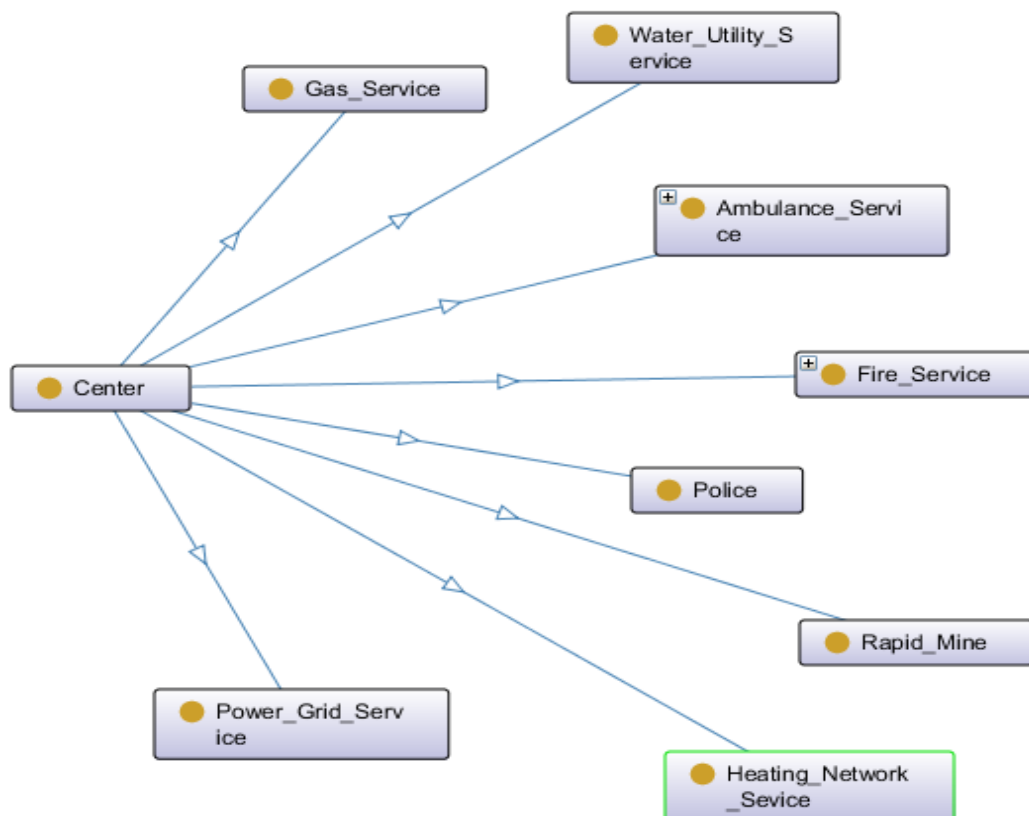 Water_Utility_S
ervice
Gas_Service
Ambulance_Servi
ce
Center
Fire_Service
Police
Rapid_Mine
Power_Grid_Serv
ice
Heating_Network
_Sevice